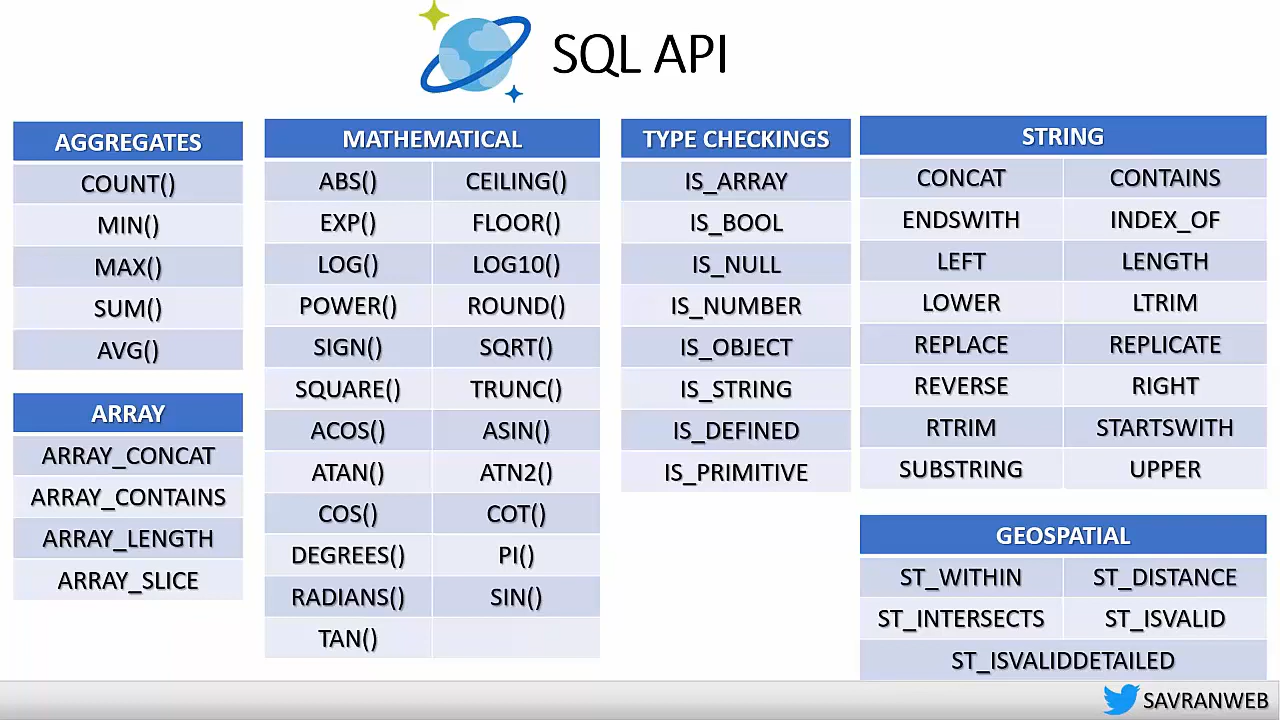 SQL API
AGGREGATES
COUNT()
MIN()
MAX()
SUM()
AVG()
ARRAY
ARRAY_CONCAT
ARRAY_CONTAINS
ARRAY_LENGTH
ARRAY_SLICE
MATHEMATICAL
ABS() CEILING()
EXP() FLOOR()
LOG() LOG10()
POWER() ROUND()
SIGN() SQRT()
SQUARE() TRUNC()
ACOS() ASIN()
ATAN() ATN2()
COS() COT()
DEGREES() PI()
RADIANS() SIN()
TAN()
TYPE CHECKINGS
IS_ARRAY
IS_BOOL
IS_NULL
IS_NUMBER
IS_OBJECT
IS_STRING
IS_DEFINED
IS_PRIMITIVE
STRING
CONCAT CONTAINS
ENDSWITH INDEX_OF
LEFT LENGTH
LOWER LTRIM
REPLACE REPLICATE
REVERSE RIGHT
RTRIM STARTSWITH
SUBSTRING UPPER
GEOSPATIAL
ST_WITHIN ST_DISTANCE
ST_INTERSECTS ST_ISVALID
ST_ISVALIDDETAILED
SAVRANWEB